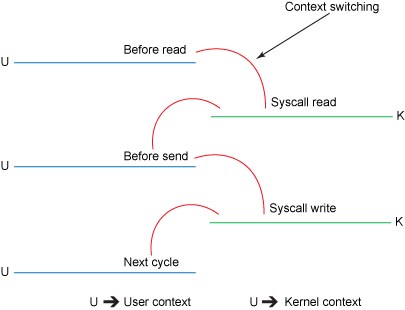 Context switching
Before read
U
Syscall read
K
Before send
U
Syscall write
K
Next cycle
U
U → User context
U → Kernel context